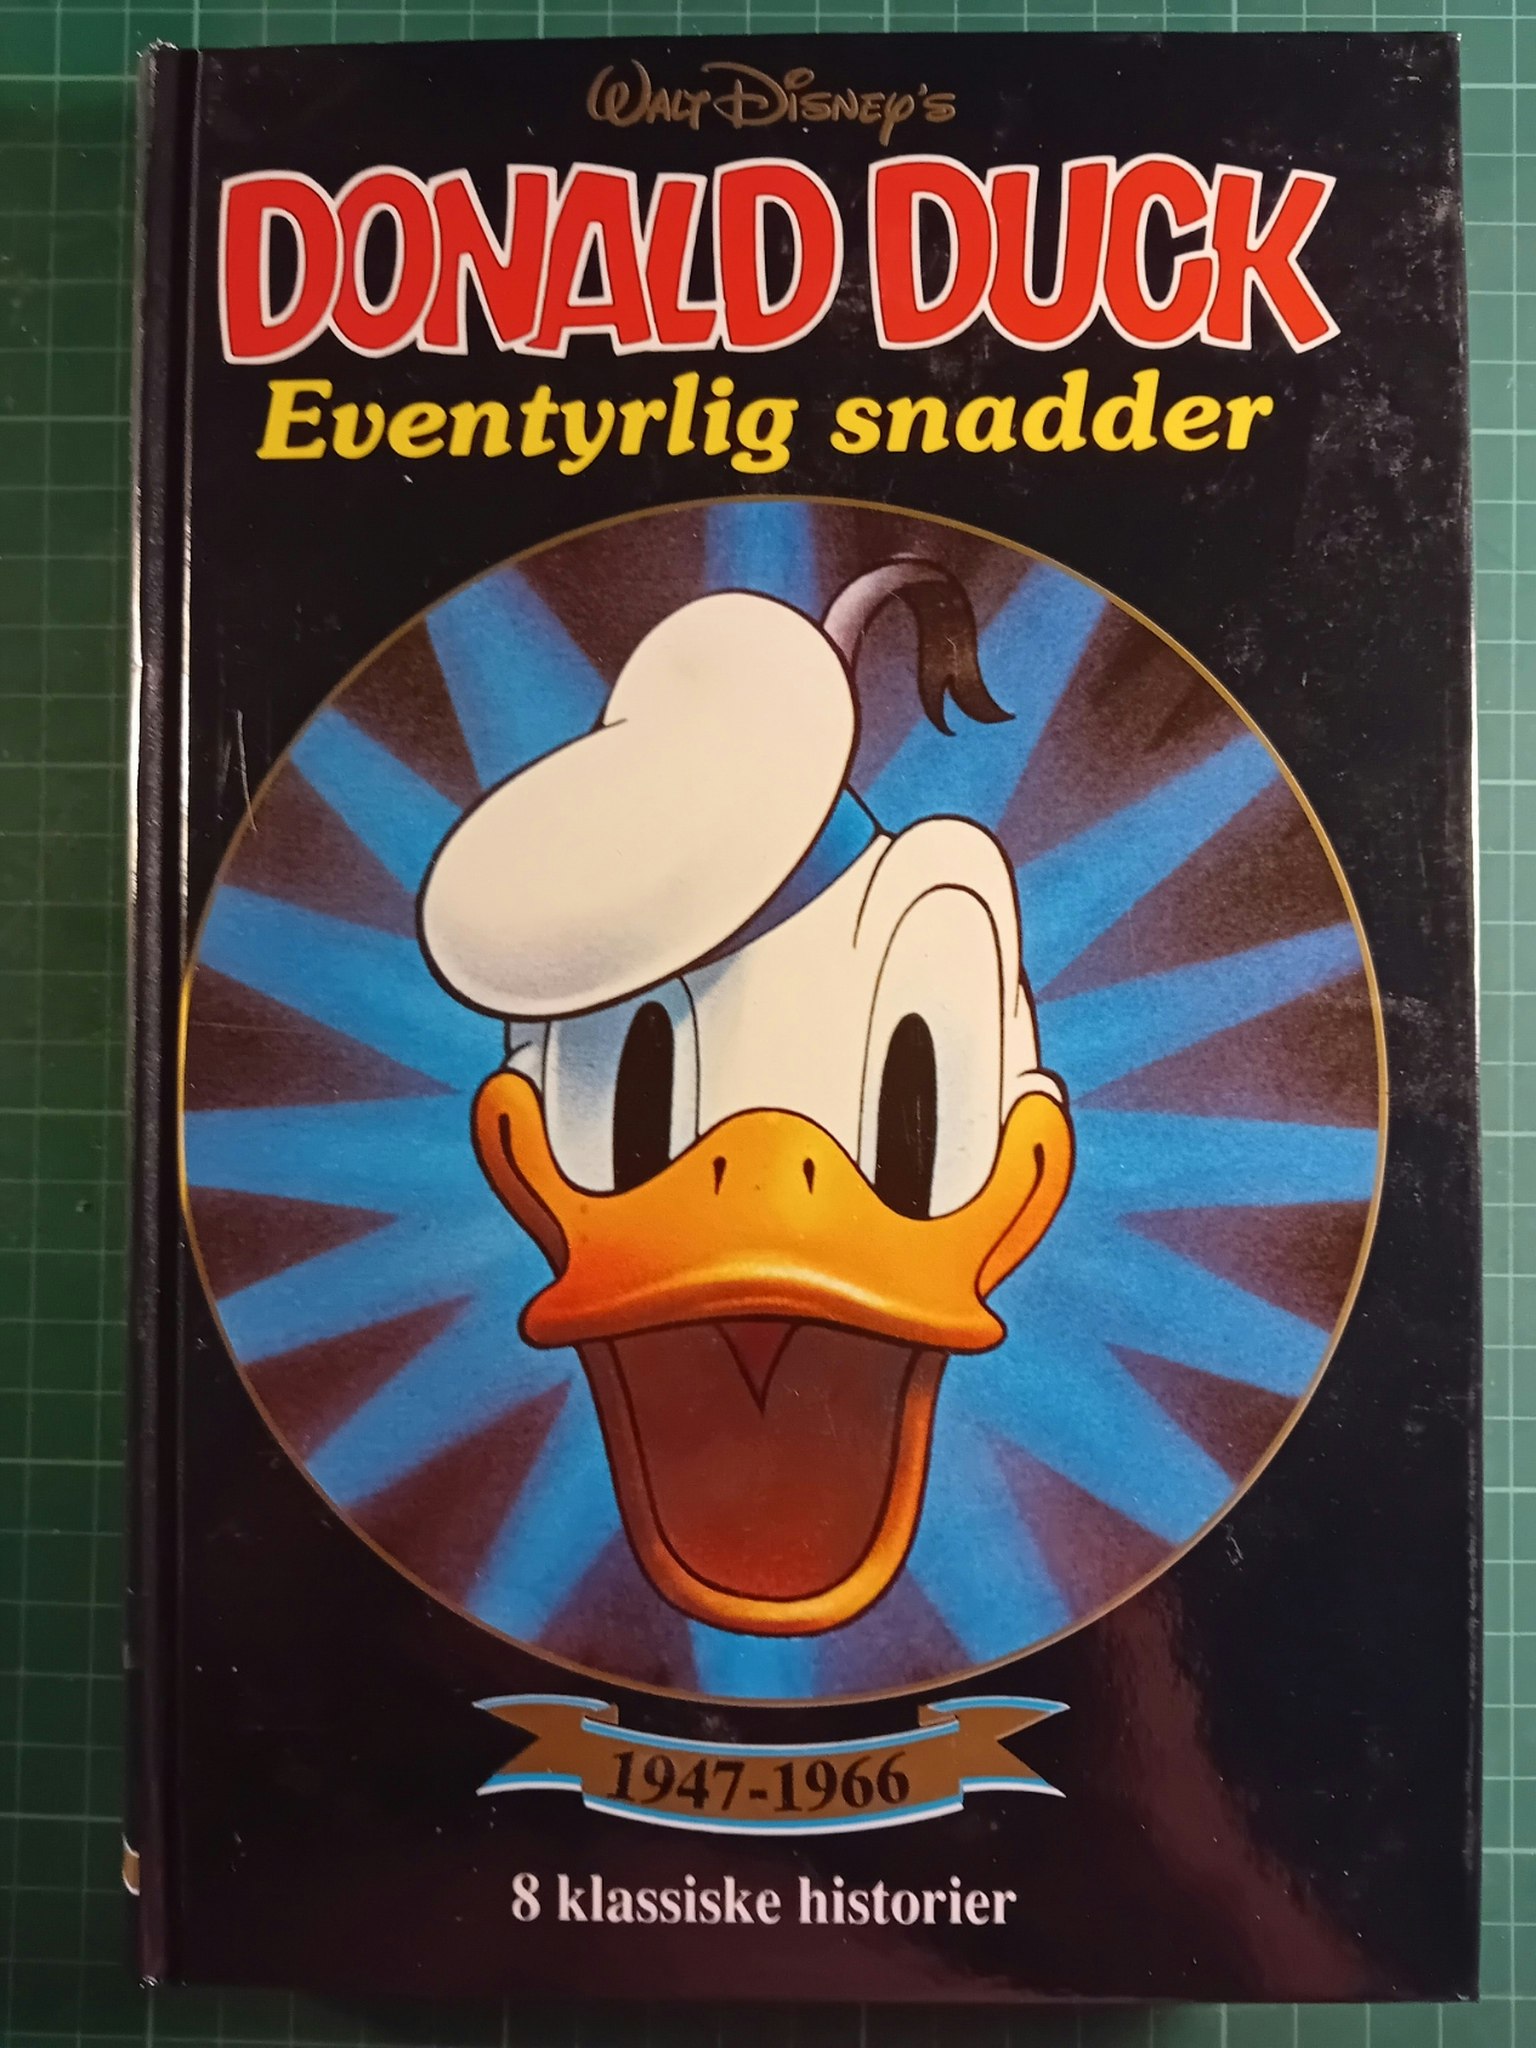 WALT DISNEY'S
DONALD DUCK
Eventyrlig snadder
1947-1966
8 klassiske historier